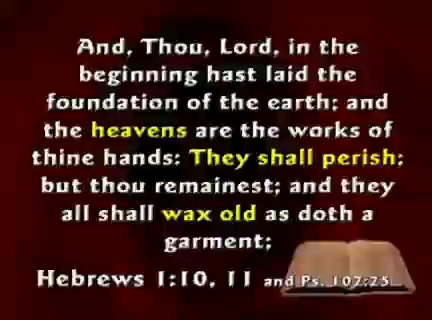 And, Thou, Lord, in the
beginning hast laid the
foundation of the earth; and
the heavens are the works of
thine hands: They shall perish;
but thou remainest; and they
all shall wax old as doth a
garment;
Hebrews 1:10, 11 and Ps. 102:25